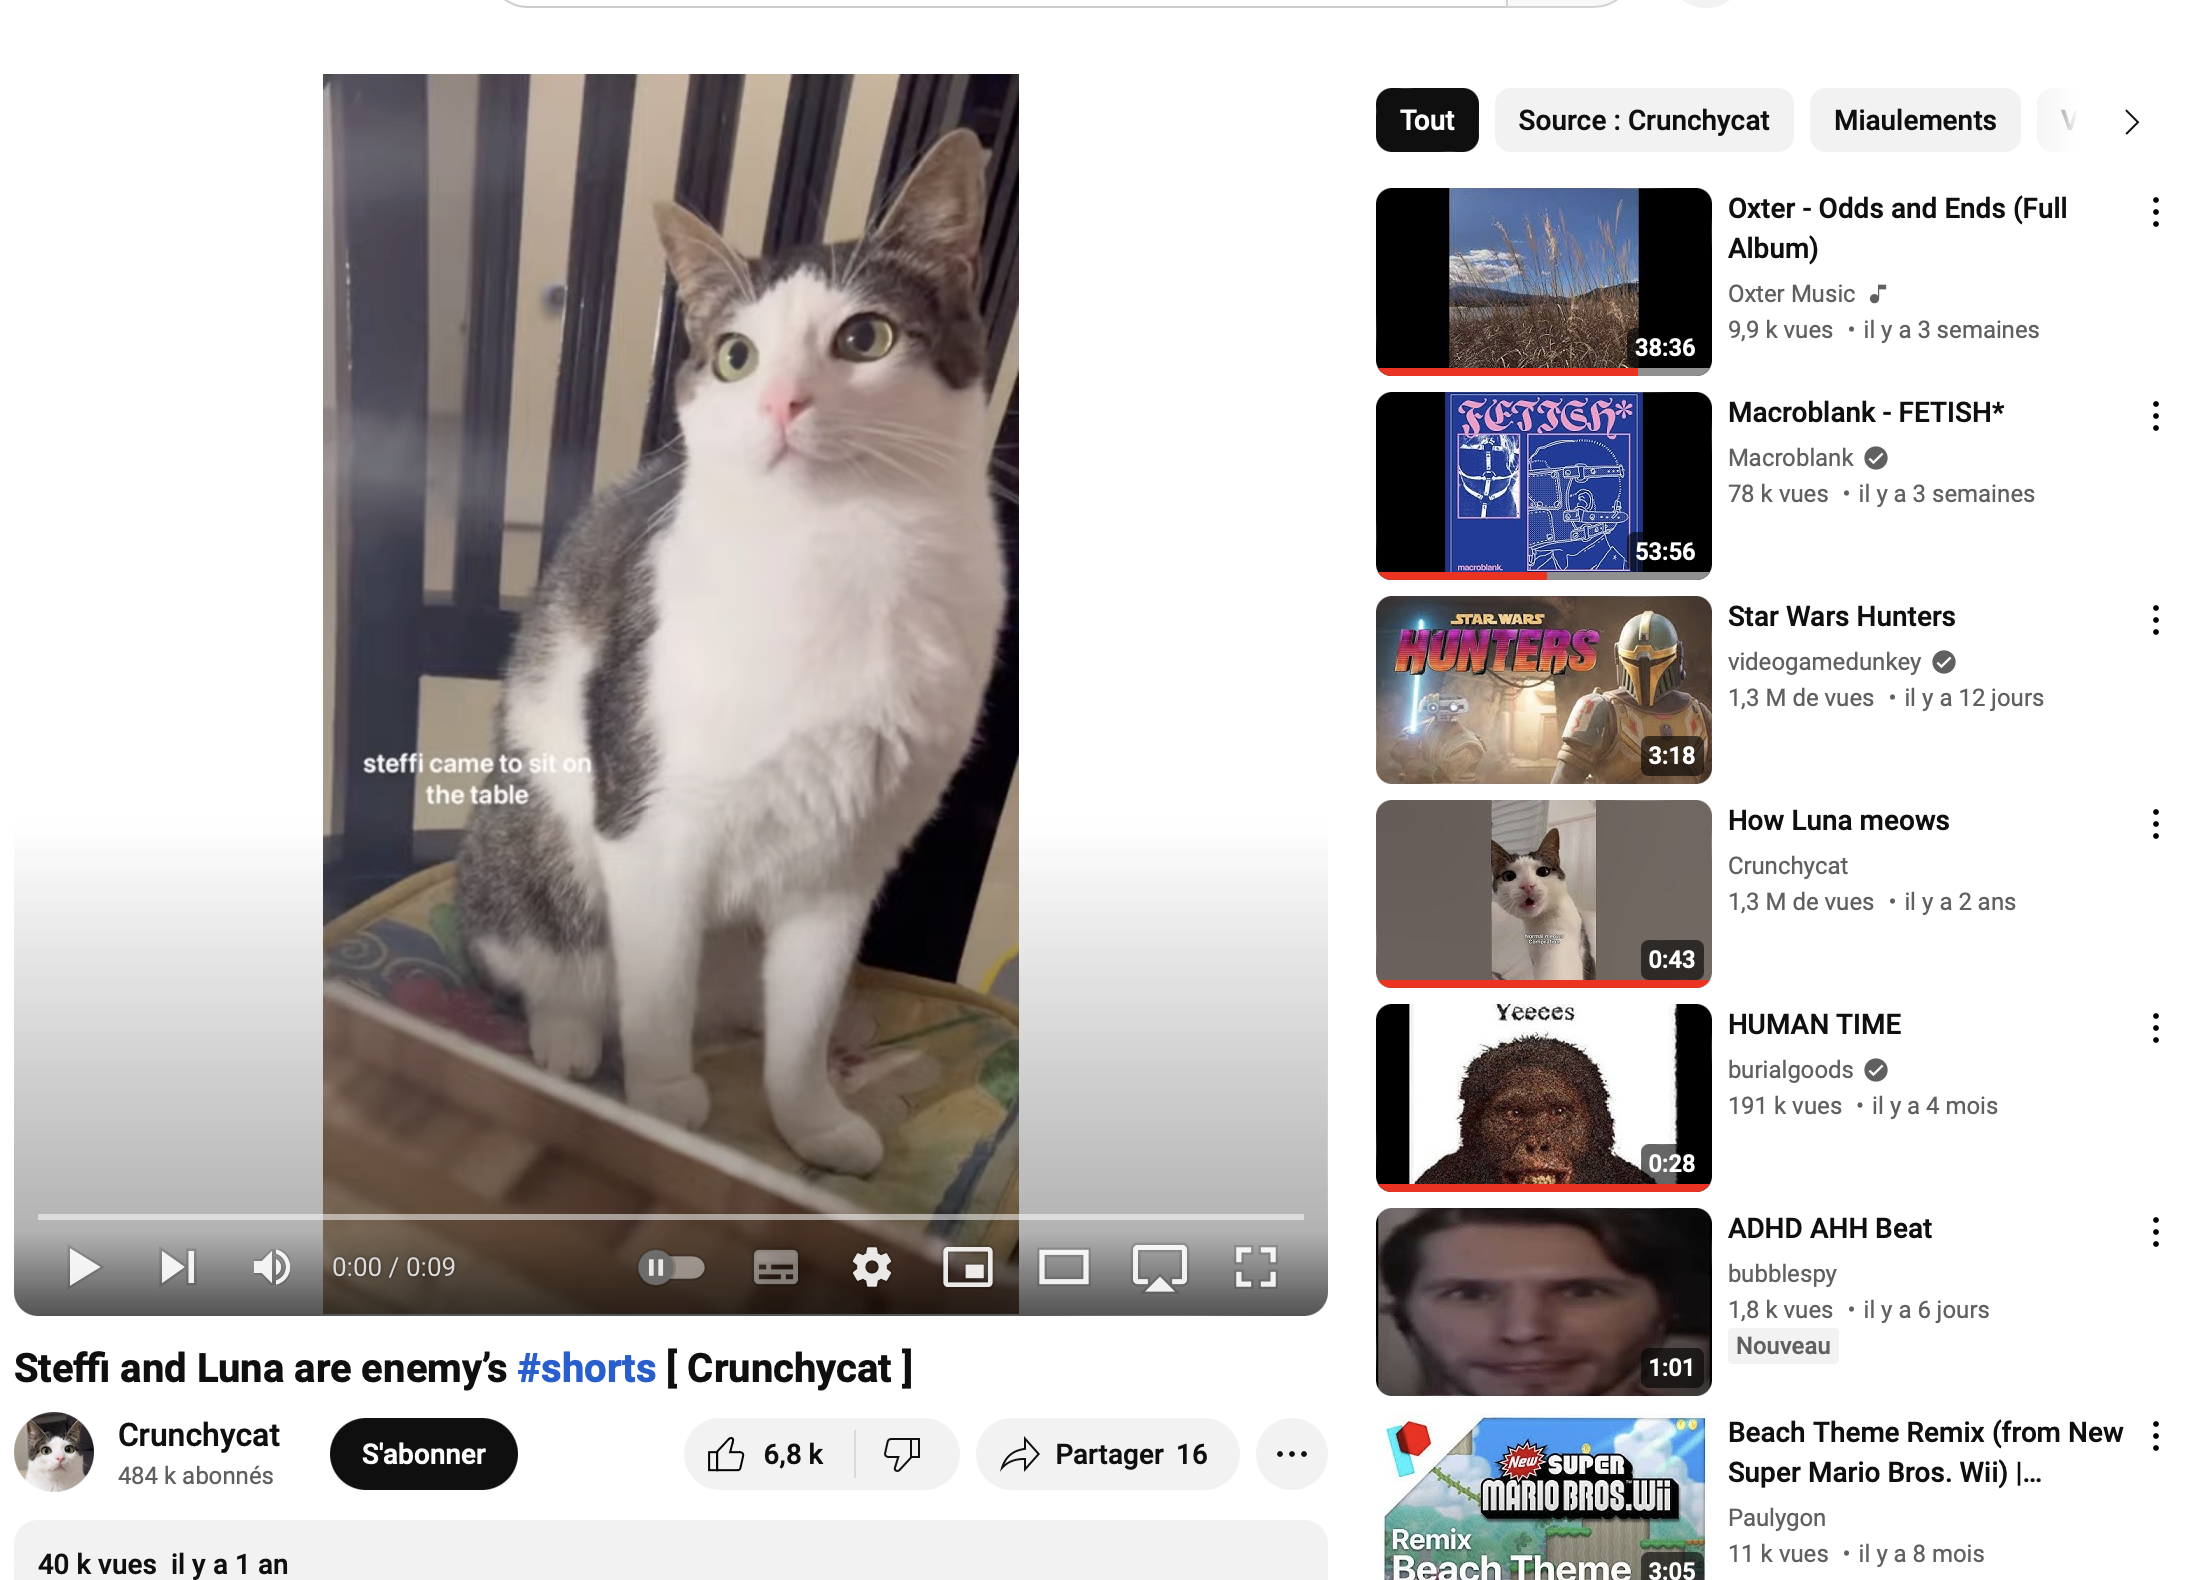 Tout
Source : Crunchycat
Miaulements
steffi came to sit on
the table
0:00 / 0:09
Steffi and Luna are enemy’s #shorts [ Crunchycat ]
Crunchycat
484 k abonnés
S'abonner
6,8 k
Partager 16
40 k vues il y a 1 an
38:36
Oxter - Odds and Ends (Full
Album)
Oxter Music
9,9 k vues • il y a 3 semaines
FETISH*
macroblank.
53:56
Macroblank - FETISH*
Macroblank
78 k vues • il y a 3 semaines
STAR WARS
HUNTERS
3:18
Star Wars Hunters
videogamedunkey
1,3 M de vues • il y a 12 jours
0:43
How Luna meows
Crunchycat
1,3 M de vues • il y a 2 ans
Yeeces
0:28
HUMAN TIME
burialgoods
191 k vues • il y a 4 mois
1:01
ADHD AHH Beat
bubblespy
1,8 k vues • il y a 6 jours
Nouveau
New SUPER
MARIO BROS. Wii
Remix
Beach Theme
3:05
Beach Theme Remix (from New
Super Mario Bros. Wii) |...
Paulygon
11 k vues • il y a 8 mois